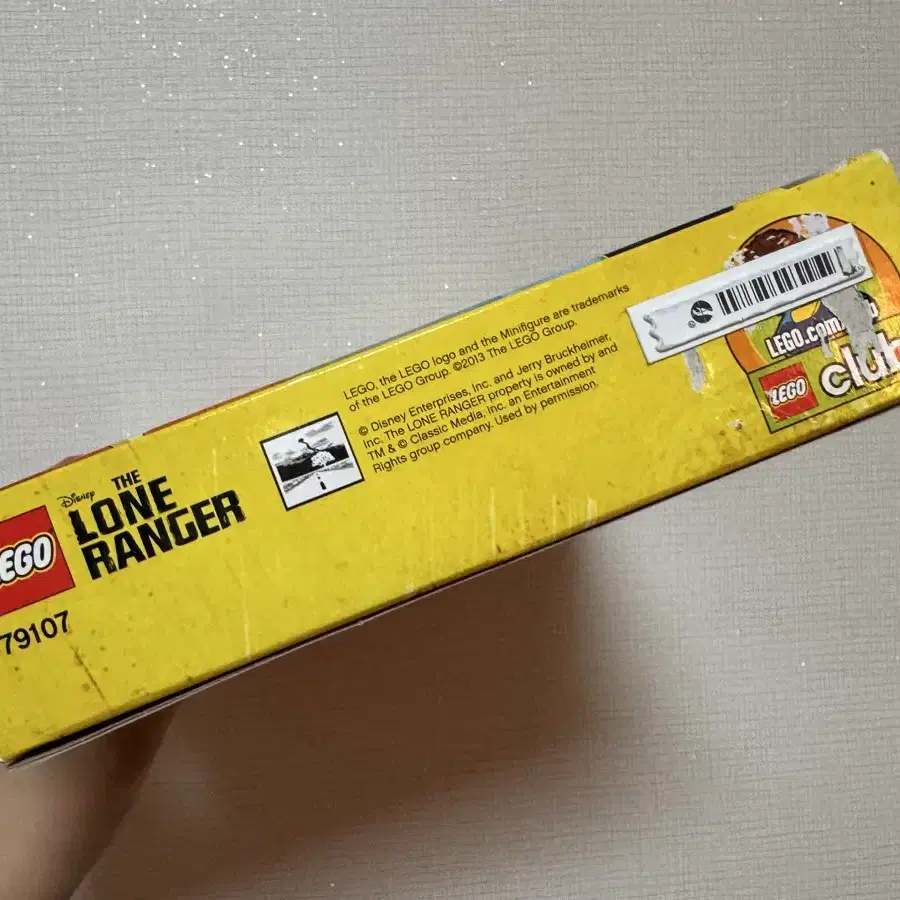 LEGO
Disney
THE
LONE
RANGER
79107
LEGO, the LEGO logo and the Minifigure are trademarks
of the LEGO Group. ©2013 The LEGO Group.
© Disney Enterprises, Inc. and Jerry Bruckheimer,
Inc. The LONE RANGER property is owned by and
TM & © Classic Media, Inc. an Entertainment
Rights group company. Used by permission.
LEGO.com
LEGO club